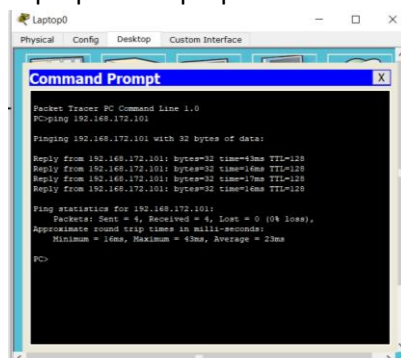 Laptop0
Physical Config Desktop Custom Interface
Command Prompt X
Packet Tracer PC Command Line 1.0
PC>ping 192.168.172.101
Pinging 192.168.172.101 with 32 bytes of data:
Reply from 192.168.172.101: bytes=32 time=43ms TTL=128
Reply from 192.168.172.101: bytes=32 time=16ms TTL=128
Reply from 192.168.172.101: bytes=32 time=17ms TTL=128
Reply from 192.168.172.101: bytes=32 time=16ms TTL=128
Ping statistics for 192.168.172.101:
Packets: Sent = 4, Received = 4, Lost = 0 (0% loss),
Approximate round trip times in milli-seconds:
Minimum = 16ms, Maximum = 43ms, Average = 23ms
PC>